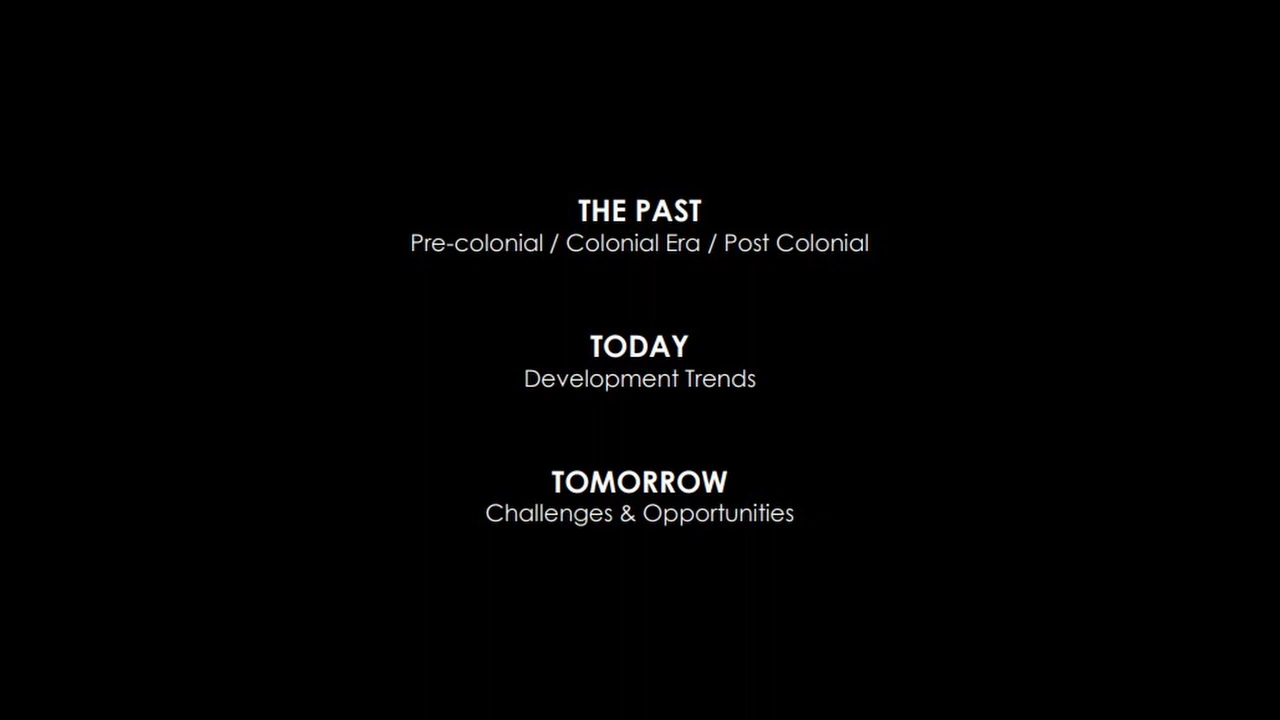 THE PAST
Pre-colonial / Colonial Era / Post Colonial
TODAY
Development Trends
TOMORROW
Challenges & Opportunities